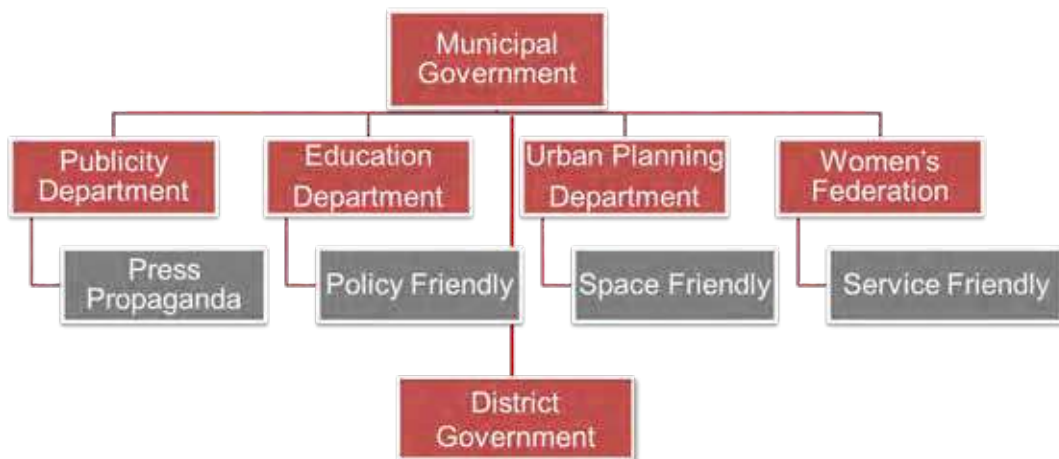 Municipal
Government
Publicity
Department
Education
Department
Urban Planning
Department
Women's
Federation
Press
Propaganda
Policy Friendly
Space Friendly
Service Friendly
District
Government